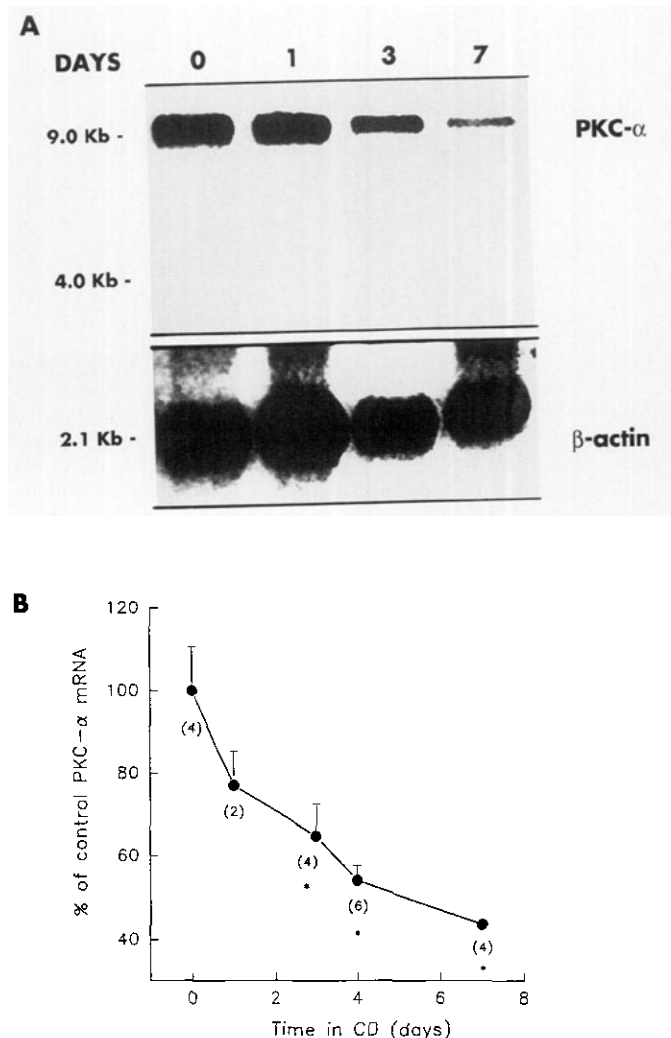 A
DAYS 0 1 3 7
9.0 Kb - PKC-α
4.0 Kb -
2.1 Kb - β-actin
B
% of control PKC-α mRNA
120
100
80
60
40
(4)
(2)
(4)
*
(6)
*
(4)
*
0 2 4 6 8
Time in CD (days)